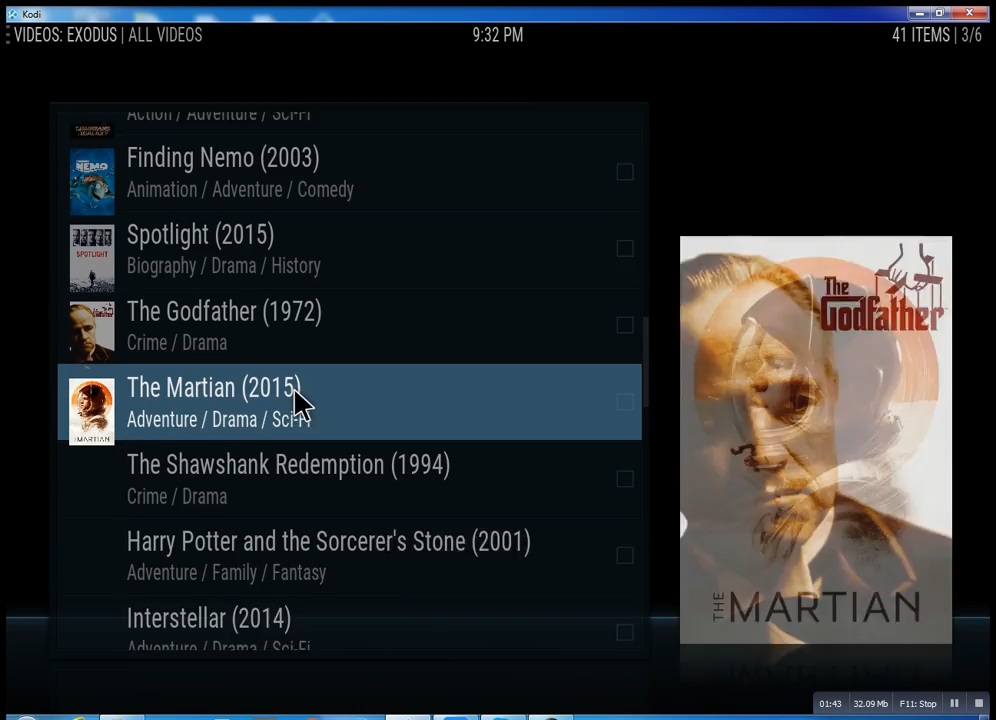 Kodi
VIDEOS: EXODUS | ALL VIDEOS
9:32 PM
41 ITEMS | 3/6
Action / Adventure / Sci-Fi
Finding Nemo (2003)
Animation / Adventure / Comedy
NEMO
Spotlight (2015)
Biography / Drama / History
SPOTLIGHT
The Godfather (1972)
Crime / Drama
The Martian (2015)
Adventure / Drama / Sci-Fi
MARTIAN
The Shawshank Redemption (1994)
Crime / Drama
Harry Potter and the Sorcerer's Stone (2001)
Adventure / Family / Fantasy
Interstellar (2014)
Adventure / Drama / Sci-Fi
The
Godfather
THE MARTIAN
01:43
32.09 Mb
F11: Stop